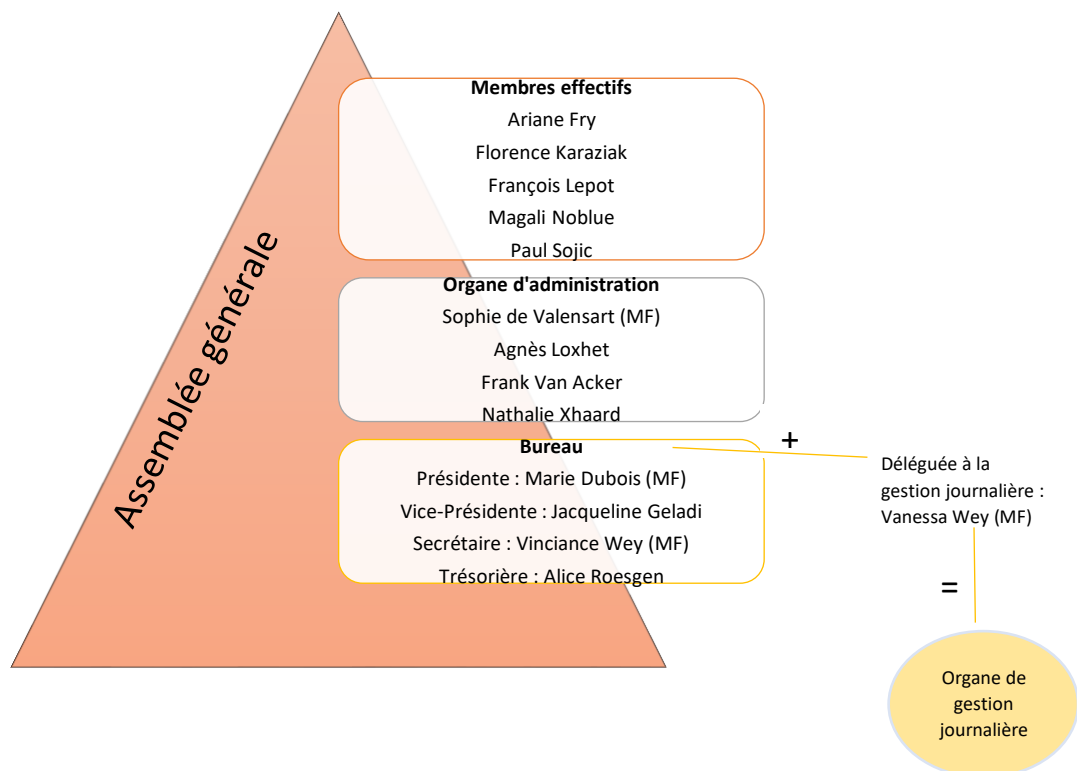 Assemblée générale
Membres effectifs
Ariane Fry
Florence Karaziak
François Lepot
Magali Noblue
Paul Sojic
Organe d'administration
Sophie de Valensart (MF)
Agnès Loxhet
Frank Van Acker
Nathalie Xhaard
Bureau
Présidente : Marie Dubois (MF)
Vice-Présidente : Jacqueline Geladi
Secrétaire : Vinciance Wey (MF)
Trésorière : Alice Roesgen
+
Déléguée à la
gestion journalière :
Vanessa Wey (MF)
=
Organe de
gestion
journalière